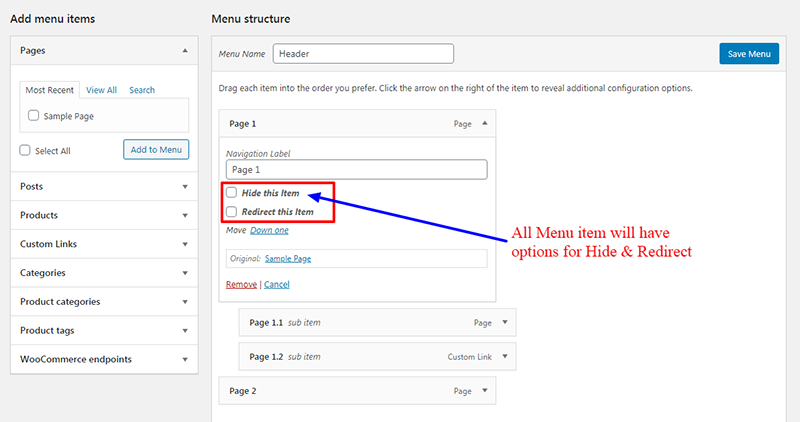 Add menu items
Pages
Most Recent View All Search
Sample Page
Select All Add to Menu
Posts
Products
Custom Links
Categories
Product categories
Product tags
WooCommerce endpoints
Menu structure
Menu Name Header Save Menu
Drag each item into the order you prefer. Click the arrow on the right of the item to reveal additional configuration options.
Page 1 Page
Navigation Label
Page 1
Hide this Item
Redirect this Item
Move Down one
Original: Sample Page
Remove | Cancel
All Menu item will have
options for Hide & Redirect
Page 1.1 sub item Page
Page 1.2 sub item Custom Link
Page 2 Page